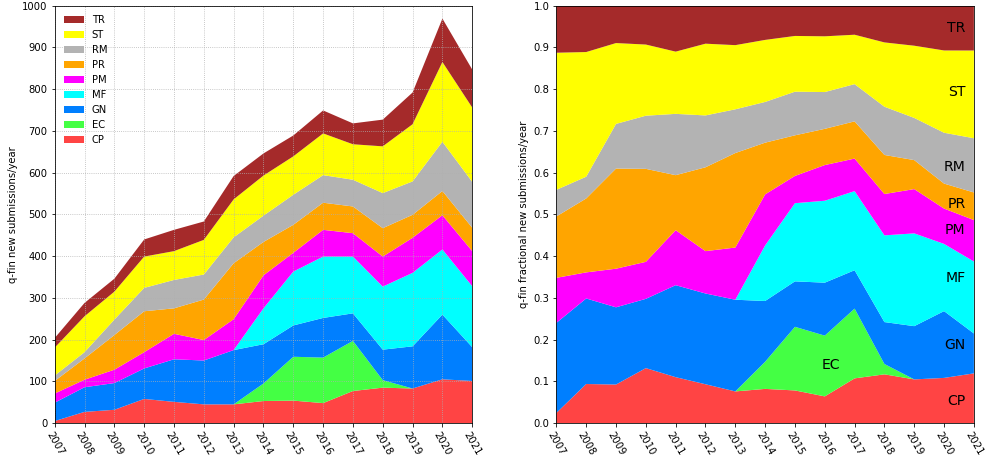 q-fin new submissions/year
1000
900
800
700
600
500
400
300
200
100
0
TR
ST
RM
PR
PM
MF
GN
EC
CP
2007 2008 2009 2010 2011 2012 2013 2014 2015 2016 2017 2018 2019 2020 2021
q-fin fractional new submissions/year
1.0
0.9
0.8
0.7
0.6
0.5
0.4
0.3
0.2
0.1
0.0
TR
ST
RM
PR
PM
MF
GN
EC
CP
2007 2008 2009 2010 2011 2012 2013 2014 2015 2016 2017 2018 2019 2020 2021